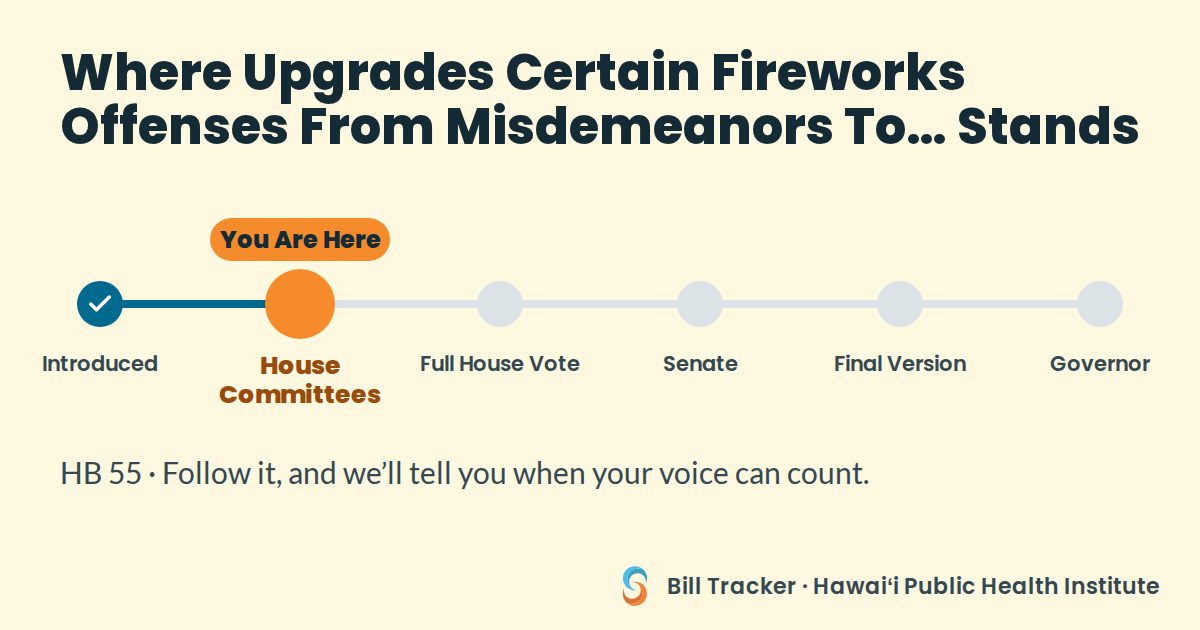 Where Upgrades Certain Fireworks
Offenses From Misdemeanors To... Stands
You Are Here
Introduced
House
Committees
Full House Vote
Senate
Final Version
Governor
HB 55 · Follow it, and we’ll tell you when your voice can count.
Bill Tracker · Hawaiʻi Public Health Institute